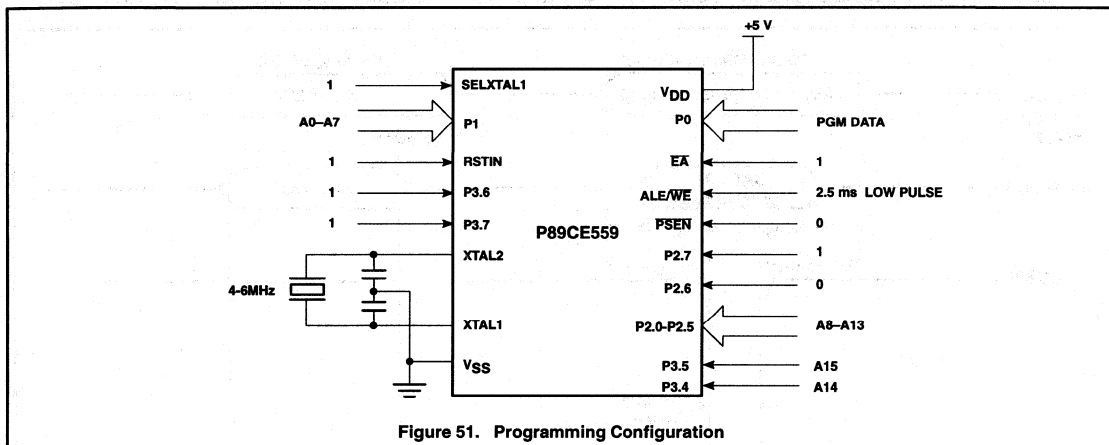 +5 V
1 SELXTAL1
VDD
A0–A7 P1
P0 PGM DATA
1 RSTIN
EA 1
1 P3.6
ALE/WE 2.5 ms LOW PULSE
1 P3.7
P89CE559
PSEN 0
XTAL2
P2.7 1
4-6MHz
P2.6 0
XTAL1
P2.0-P2.5 A8–A13
VSS
P3.5 A15
P3.4 A14
Figure 51. Programming Configuration